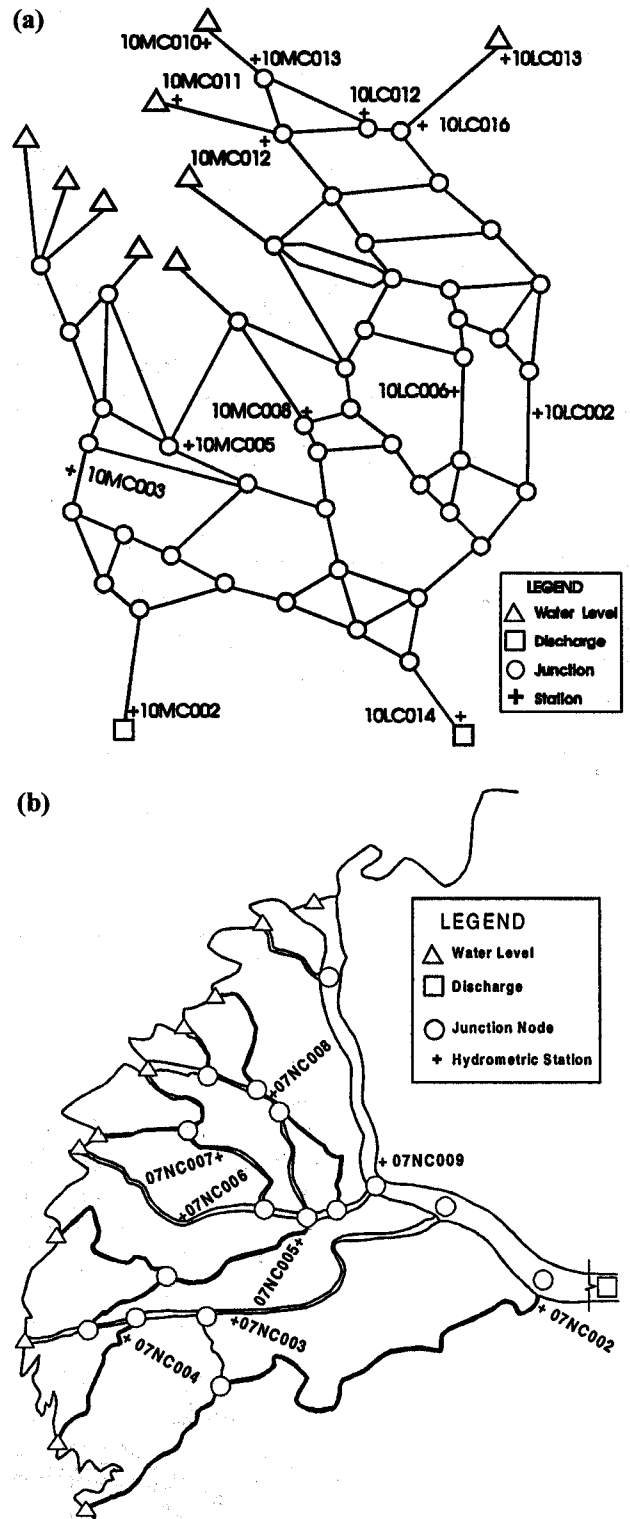 (a)
10MC010+
+10MC013
+10LC013
10MC011
+
10LC012
+
+ 10LC016
+
10MC012
10MC008 +
10LC006+
+10LC002
+10MC005
+ 10MC003
LEGEND
Water Level
Discharge
Junction
+ Station
+10MC002
10LC014 +
(b)
LEGEND
Water Level
Discharge
Junction Node
+ Hydrometric Station
+07NC008
07NC007+
+07NC006
+ 07NC009
07NC005+
+07NC003
+ 07NC004
+ 07NC002